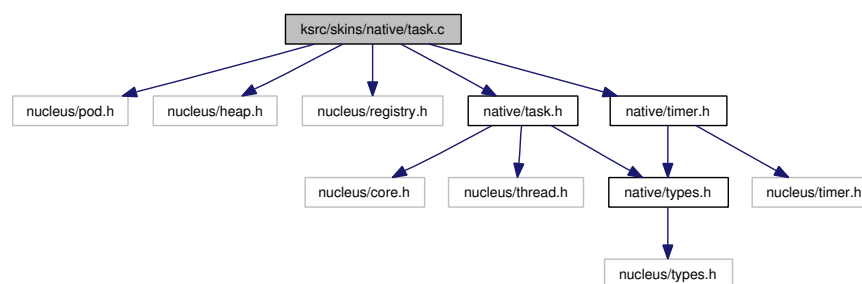 ksrc/skins/native/task.c
nucleus/pod.h
nucleus/heap.h
nucleus/registry.h
native/task.h
native/timer.h
nucleus/core.h
nucleus/thread.h
native/types.h
nucleus/timer.h
nucleus/types.h